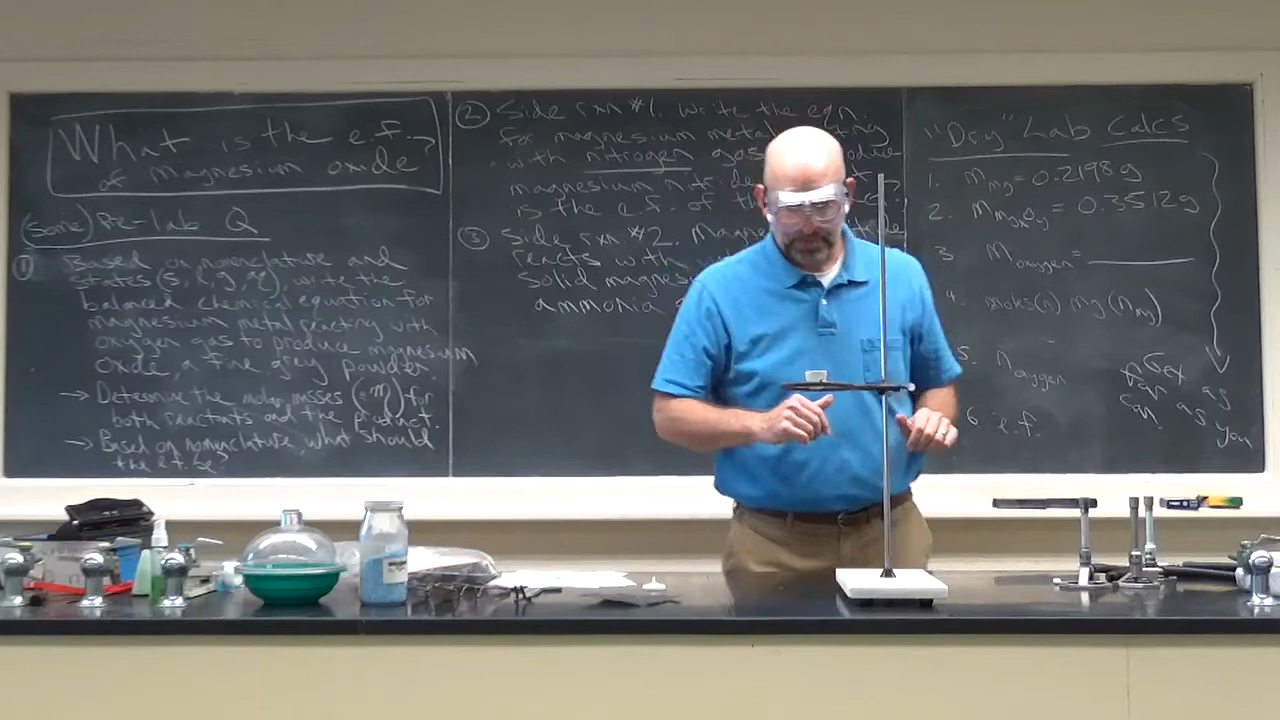 What is the e.f.
of magnesium oxide?
(some) Pre-lab Q
① Based on nomenclature and
states (s, l, g, aq), write the
balanced chemical equation for
magnesium metal reacting with
oxygen gas to produce magnesium
oxide, a fine grey powder.
→ Determine the molar masses (m) for
both reactants and the product.
→ Based on nomenclature, what should
the e.f. be?
② Side rxn #1. Write the eqn.
for magnesium metal
with nitrogen gas
magnesium nitr
is the e.f. of
③ Side rxn #2.
reacts with
solid
ammonia
"Dry" Lab Calcs
1. mMg = 0.2198 g
2. mMgxOy = 0.3512 g
3 moxygen = ______
4. moles(n) Mg (nMg)
5. noxygen
6 e.f.
as
as
you